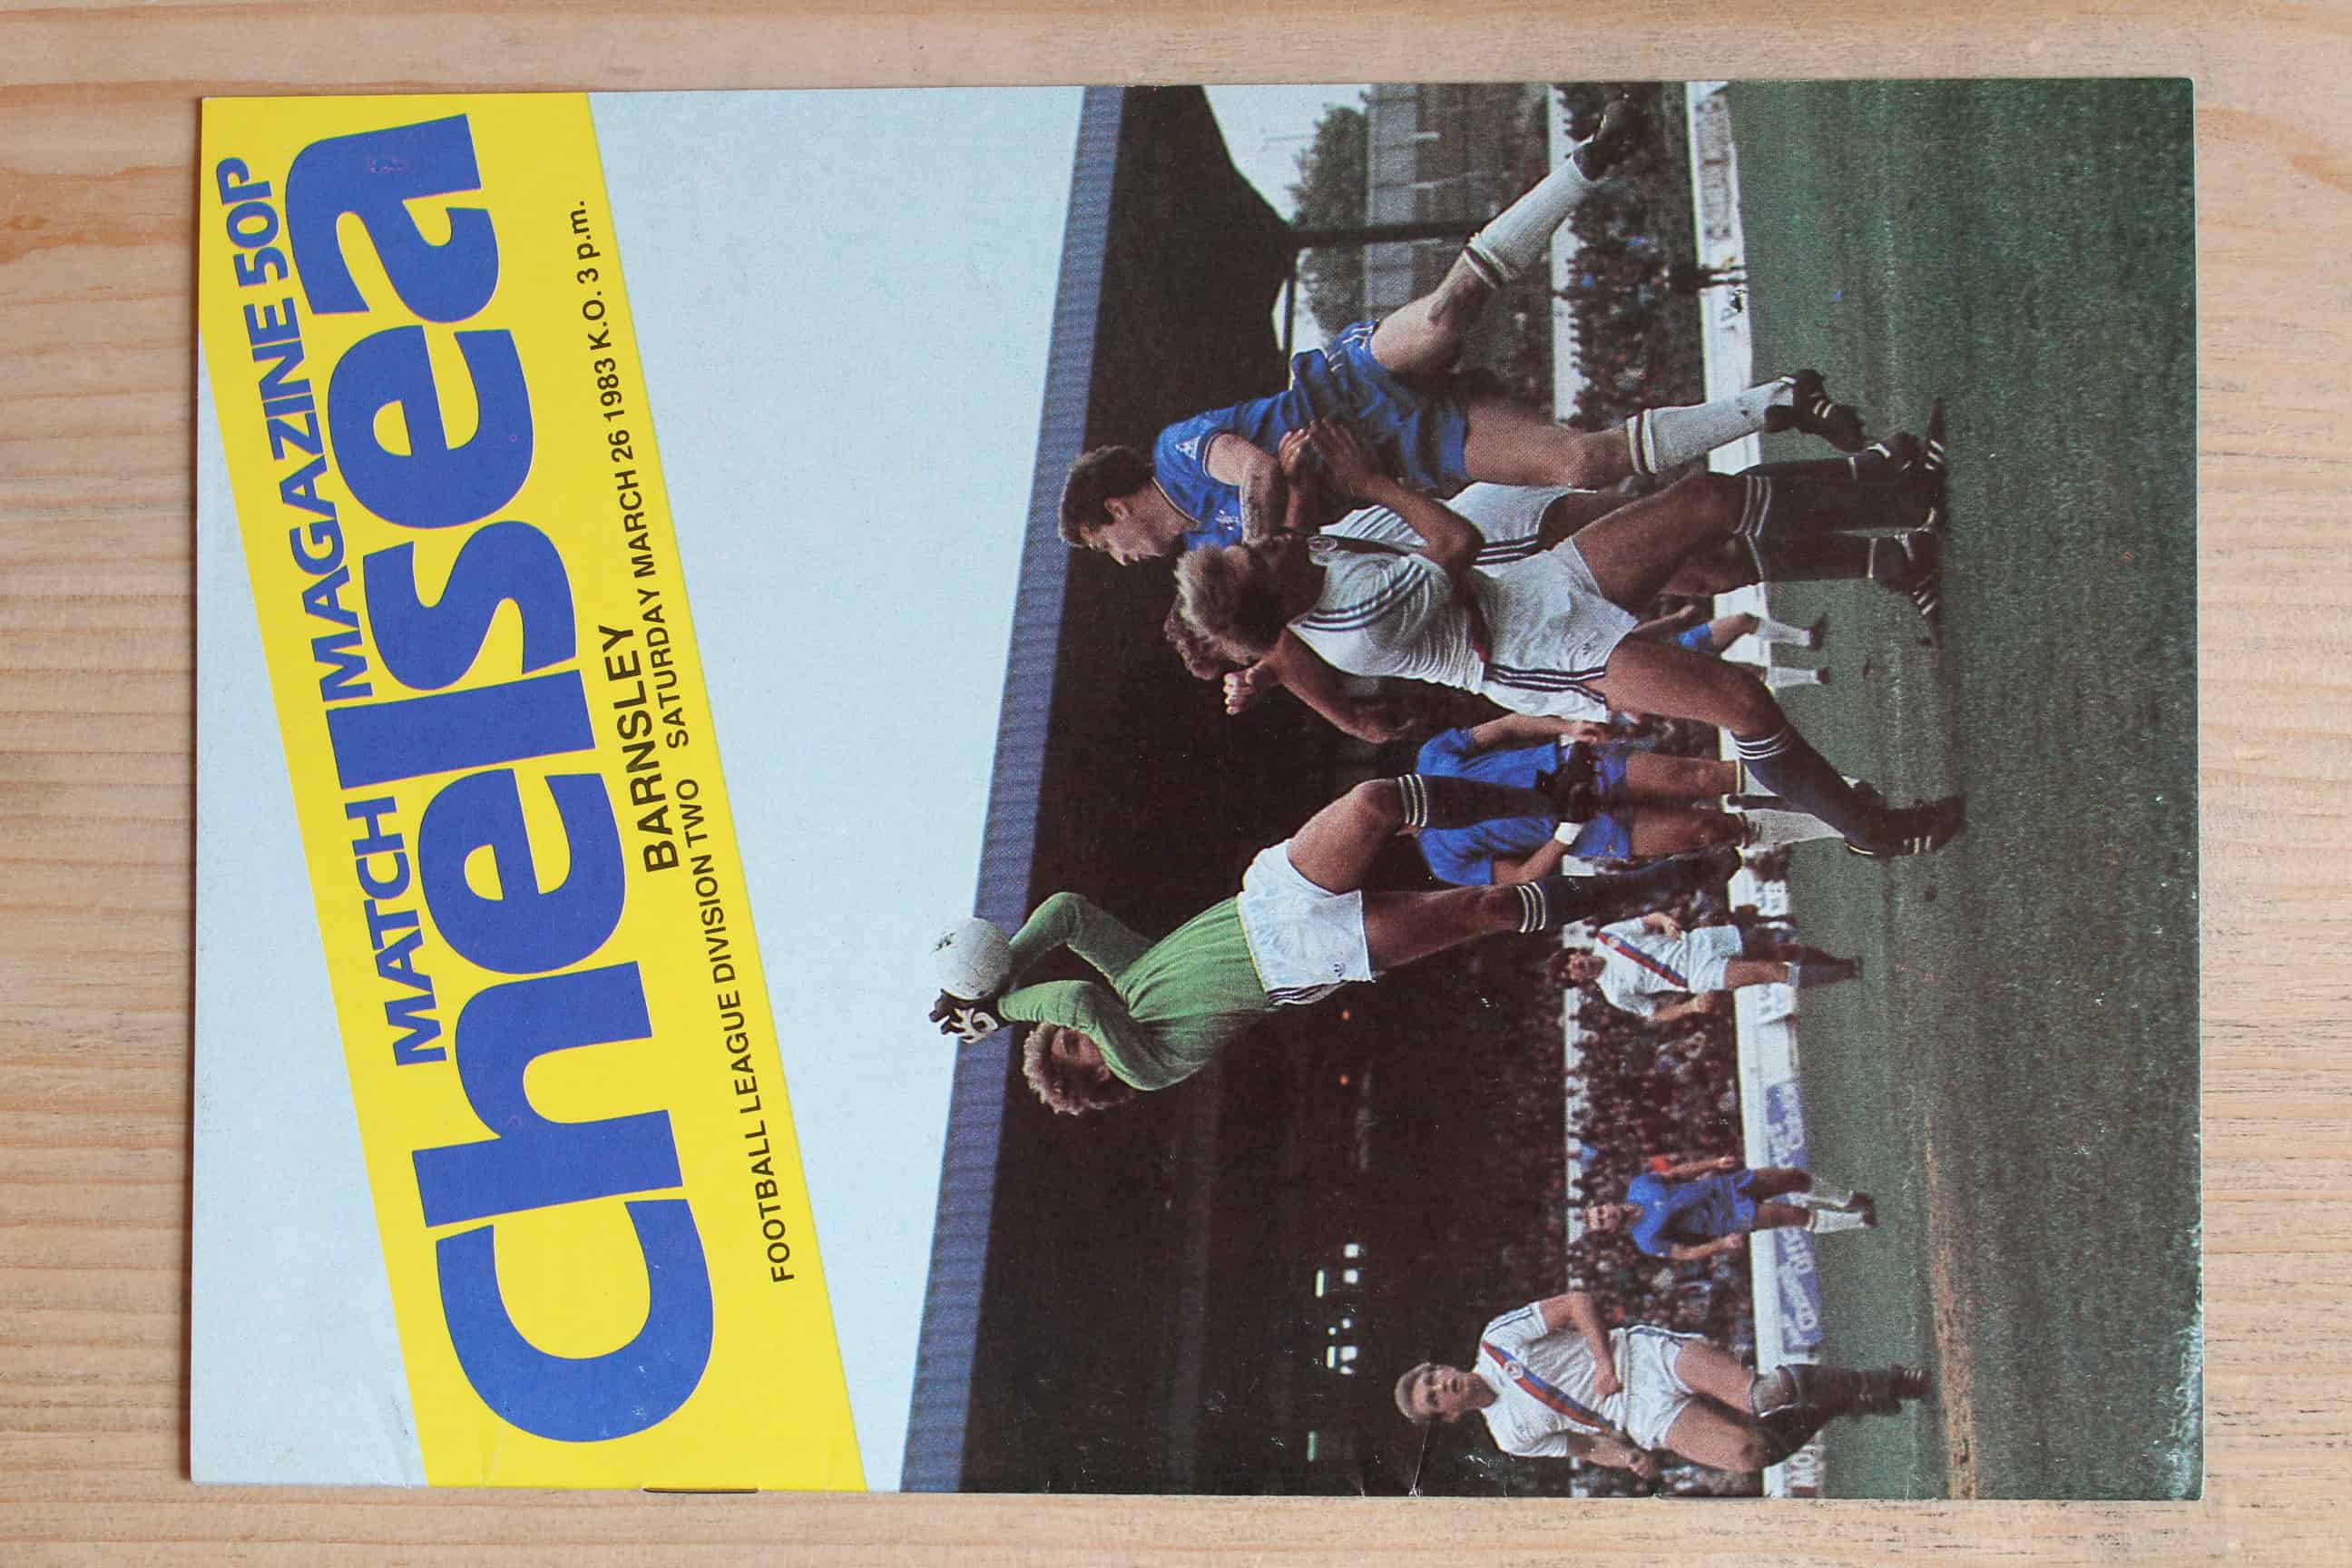 MATCH MAGAZINE 50P
Chelsea
BARNSLEY
FOOTBALL LEAGUE DIVISION TWO SATURDAY MARCH 26 1983 K.O. 3 p.m.